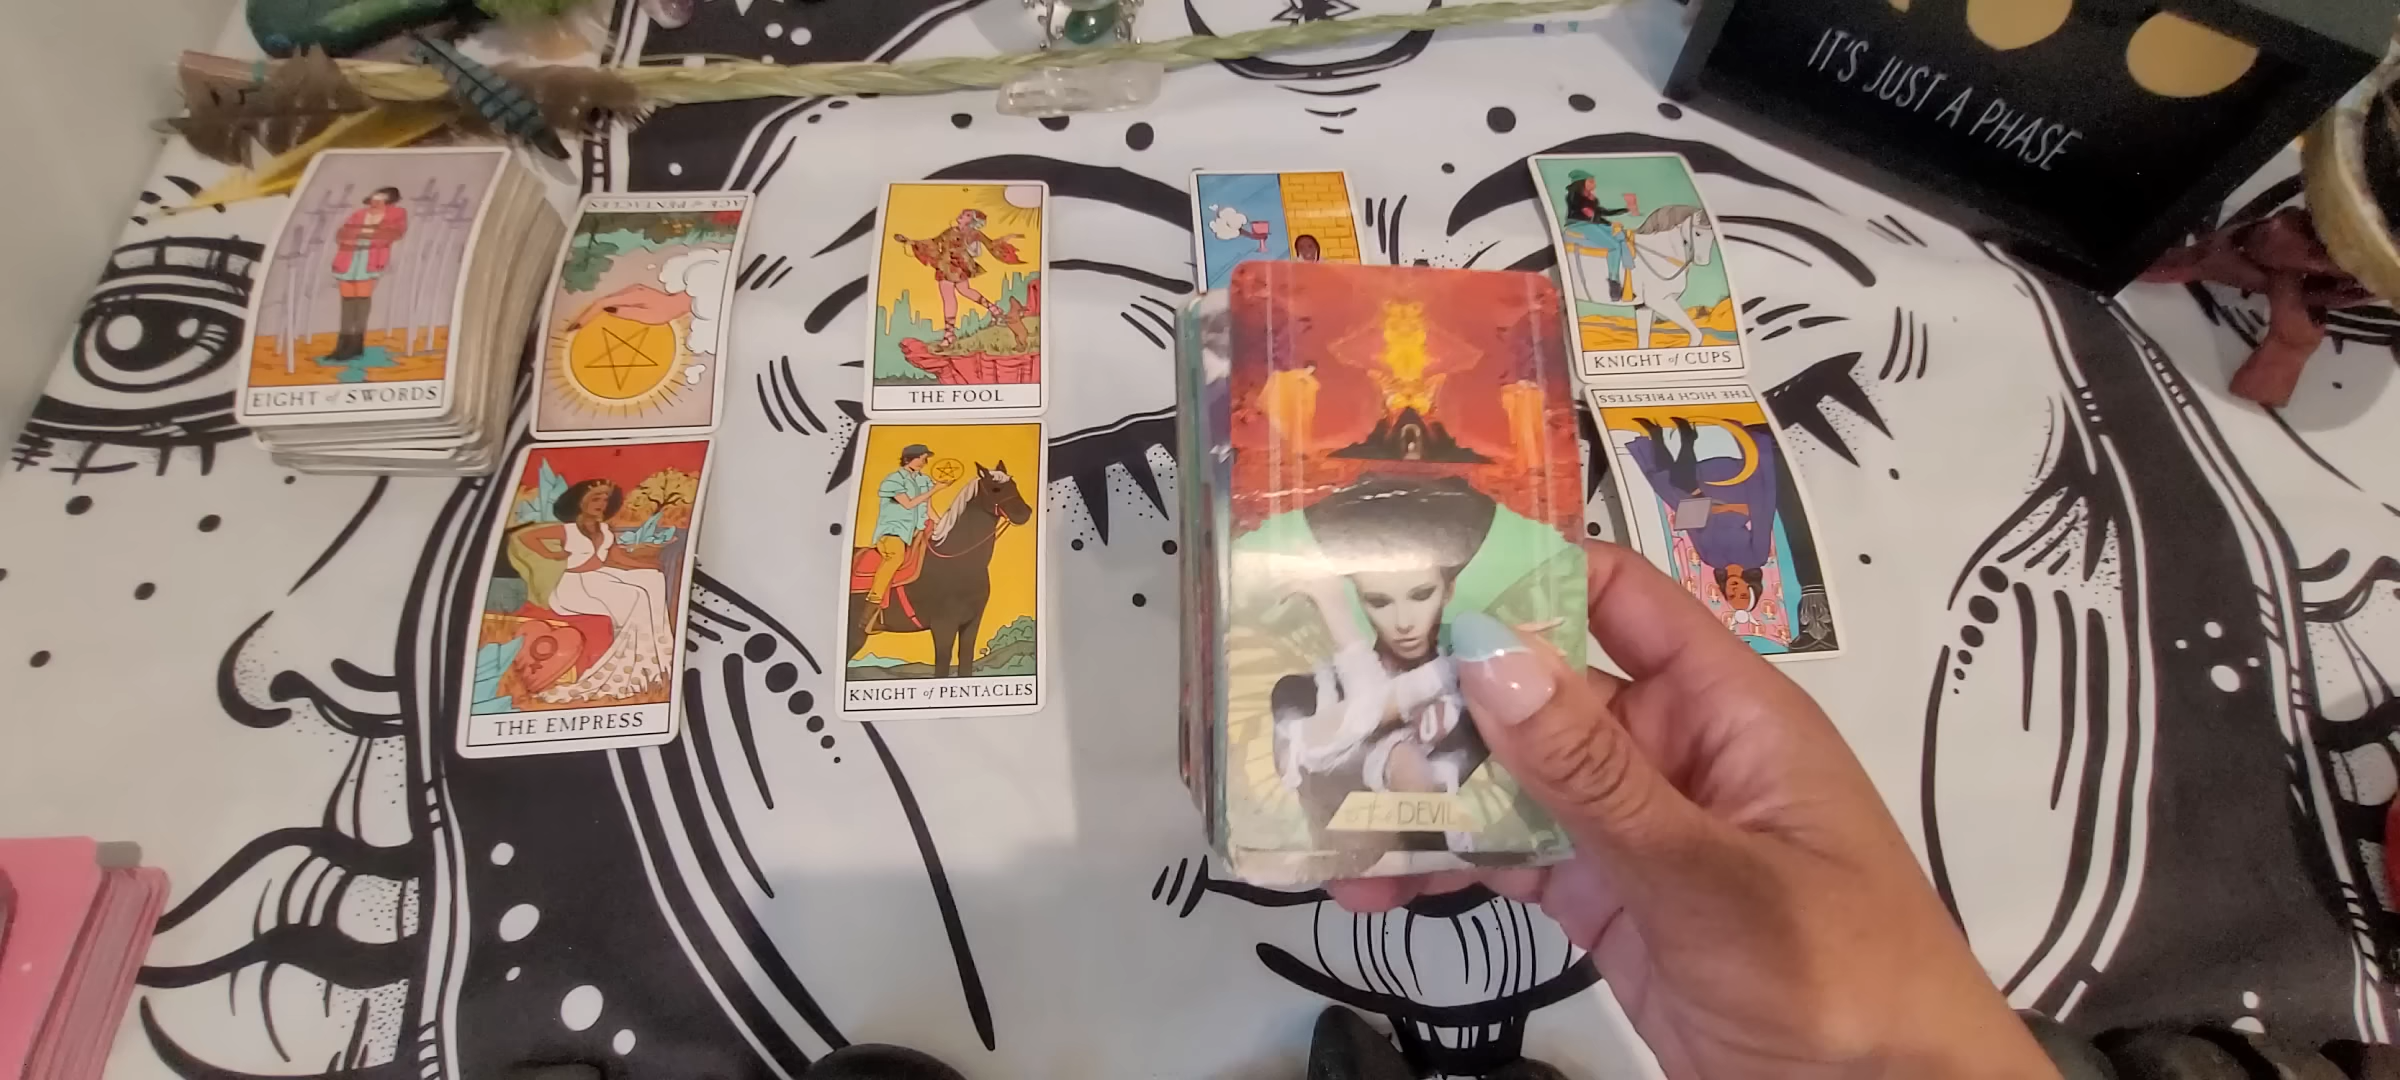 IT'S JUST A PHASE
EIGHT of SWORDS
ACE of PENTACLES
THE FOOL
KNIGHT of CUPS
THE HIGH PRIESTESS
THE EMPRESS
KNIGHT of PENTACLES
the DEVIL